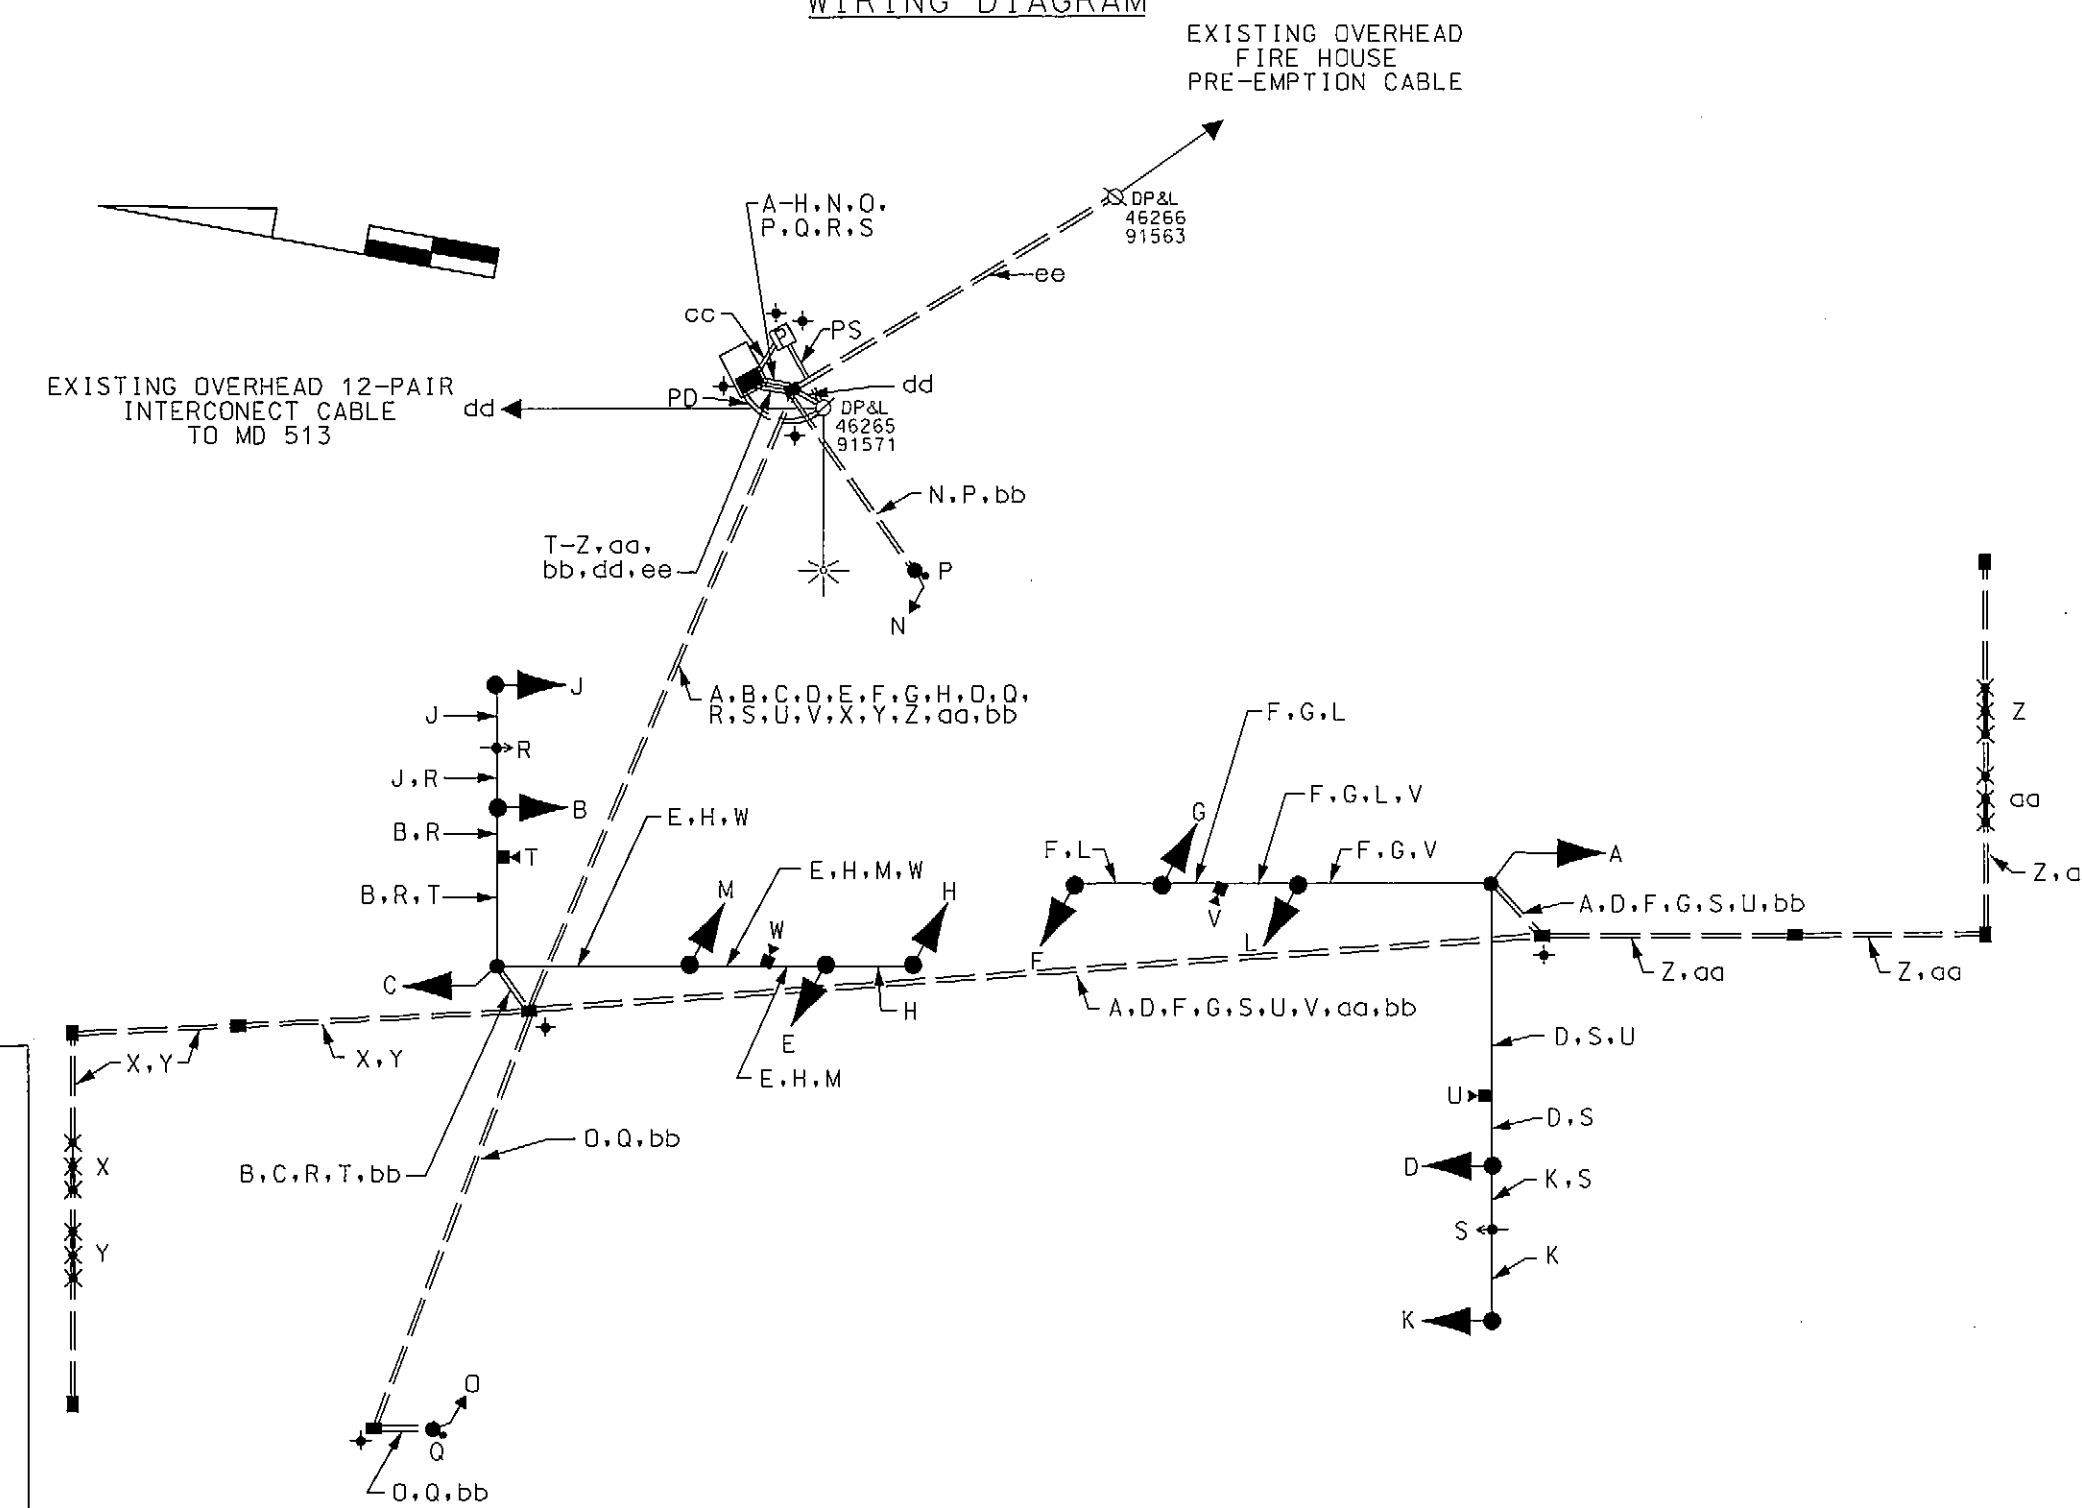 WIRING DIAGRAM
EXISTING OVERHEAD
FIRE HOUSE
PRE-EMPTION CABLE
A-H,N,O,
P,Q,R,S
DP&L
46266
91563
ee
cc
P
PS
EXISTING OVERHEAD 12-PAIR
INTERCONECT CABLE
TO MD 513
dd
PD
dd
DP&L
46265
91571
N,P,bb
T-Z,aa,
bb,dd,ee
P
N
J
A,B,C,D,E,F,G,H,O,Q,
R,S,U,V,X,Y,Z,aa,bb
J
F,G,L
Z
R
J,R
B
F,G,L,V
aa
B,R
E,H,W
G
T
F,L
F,G,V
A
E,H,M,W
Z,a
B,R,T
M
H
A,D,F,G,S,U,bb
V
W
L
F
C
Z,aa
Z,aa
H
A,D,F,G,S,U,V,aa,bb
E
D,S,U
X,Y
X,Y
E,H,M
U
D,S
O,Q,bb
X
B,C,R,T,bb
D
K,S
S
Y
K
K
O
Q
O,Q,bb